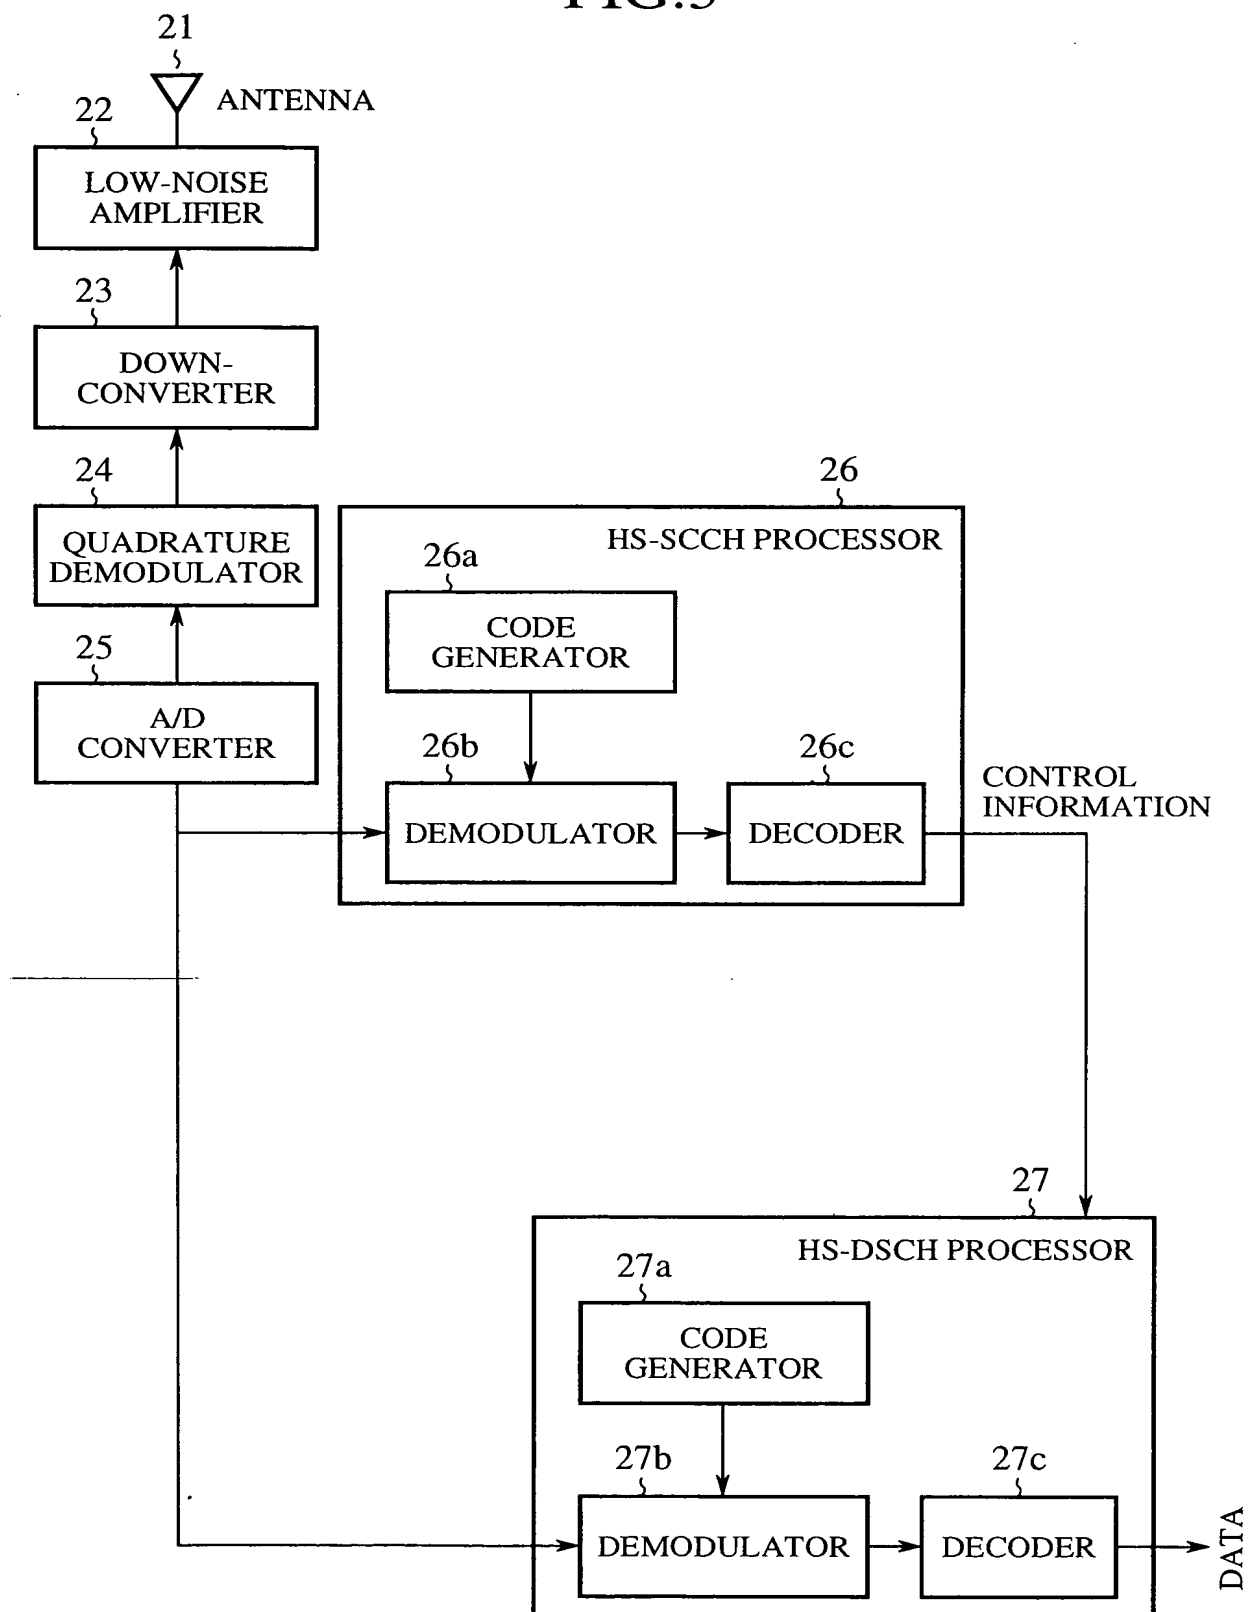 FIG.5
21
ANTENNA
22
LOW-NOISE
AMPLIFIER
23
DOWN-
CONVERTER
24
QUADRATURE
DEMODULATOR
25
A/D
CONVERTER
26
HS-SCCH PROCESSOR
26a
CODE
GENERATOR
26b
DEMODULATOR
26c
DECODER
CONTROL
INFORMATION
27
HS-DSCH PROCESSOR
27a
CODE
GENERATOR
27b
DEMODULATOR
27c
DECODER
DATA